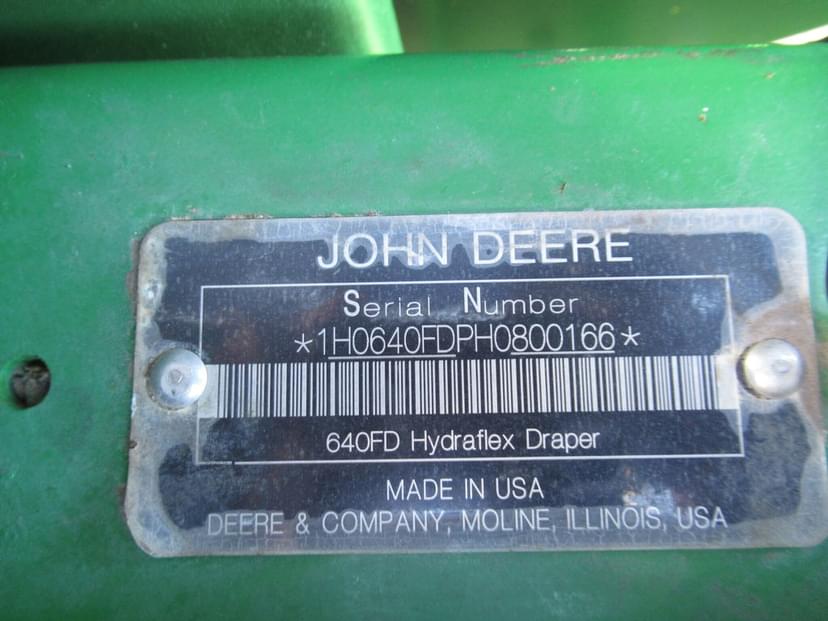 JOHN DEERE
Serial Number
*1H0640FDPH0800166*
640FD Hydraflex Draper
MADE IN USA
DEERE & COMPANY, MOLINE, ILLINOIS, USA